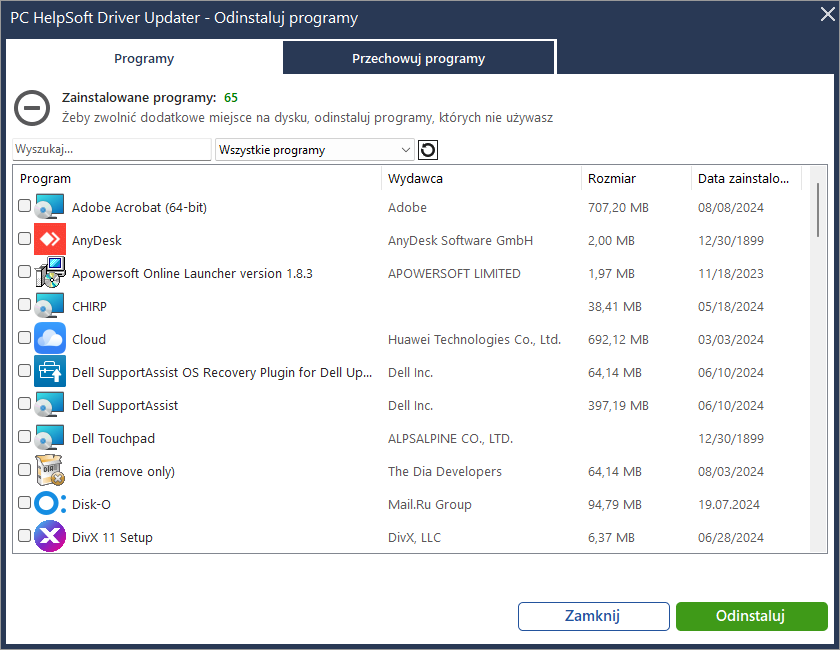 PC HelpSoft Driver Updater - Odinstaluj programy
Programy
Przechowuj programy
Zainstalowane programy: 65
Żeby zwolnić dodatkowe miejsce na dysku, odinstaluj programy, których nie używasz
Wyszukaj...
Wszystkie programy
Program Wydawca Rozmiar Data zainstalo...
Adobe Acrobat (64-bit) Adobe 707,20 MB 08/08/2024
AnyDesk AnyDesk Software GmbH 2,00 MB 12/30/1899
Apowersoft Online Launcher version 1.8.3 APOWERSOFT LIMITED 1,97 MB 11/18/2023
CHIRP 38,41 MB 05/18/2024
Cloud Huawei Technologies Co., Ltd. 692,12 MB 03/03/2024
Dell SupportAssist OS Recovery Plugin for Dell Up... Dell Inc. 64,14 MB 06/10/2024
Dell SupportAssist Dell Inc. 397,19 MB 06/10/2024
Dell Touchpad ALPSALPINE CO., LTD. 12/30/1899
Dia (remove only) The Dia Developers 64,14 MB 08/03/2024
Disk-O Mail.Ru Group 94,79 MB 19.07.2024
DivX 11 Setup DivX, LLC 6,37 MB 06/28/2024
Zamknij
Odinstaluj